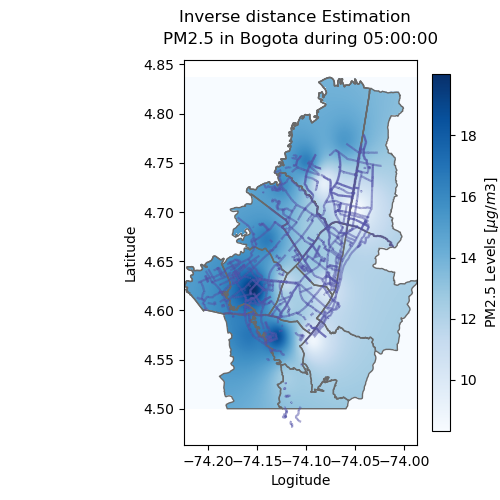 Inverse distance Estimation
PM2.5 in Bogota during 05:00:00
4.85
4.80
4.75
4.70
4.65
4.60
4.55
4.50
Latitude
−74.20 −74.15 −74.10 −74.05 −74.00
Logitude
18
16
14
12
10
PM2.5 Levels [μg/m3]